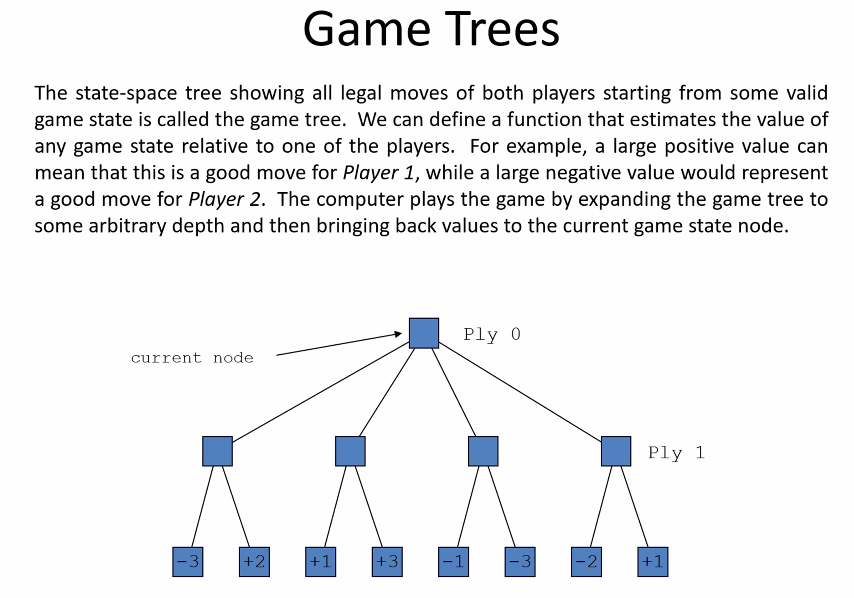 Game Trees
The state-space tree showing all legal moves of both players starting from some valid
game state is called the game tree. We can define a function that estimates the value of
any game state relative to one of the players. For example, a large positive value can
mean that this is a good move for Player 1, while a large negative value would represent
a good move for Player 2. The computer plays the game by expanding the game tree to
some arbitrary depth and then bringing back values to the current game state node.
Ply 0
current node
Ply 1
-3 +2 +1 +3 -1 -3 -2 +1